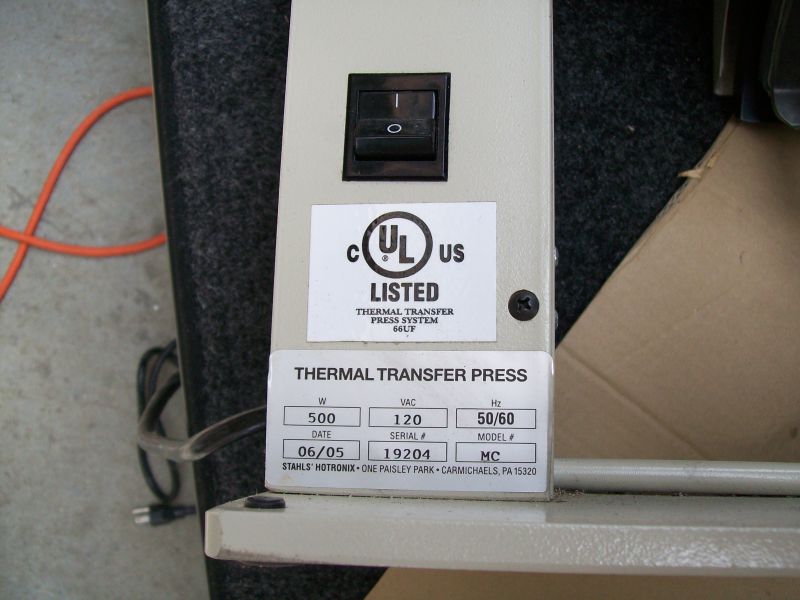 I
O
C UL® US
LISTED
THERMAL TRANSFER
PRESS SYSTEM
66UF
THERMAL TRANSFER PRESS
W VAC Hz
500 120 50/60
DATE SERIAL # MODEL #
06/05 19204 MC
STAHLS' HOTRONIX • ONE PAISLEY PARK • CARMICHAELS, PA 15320